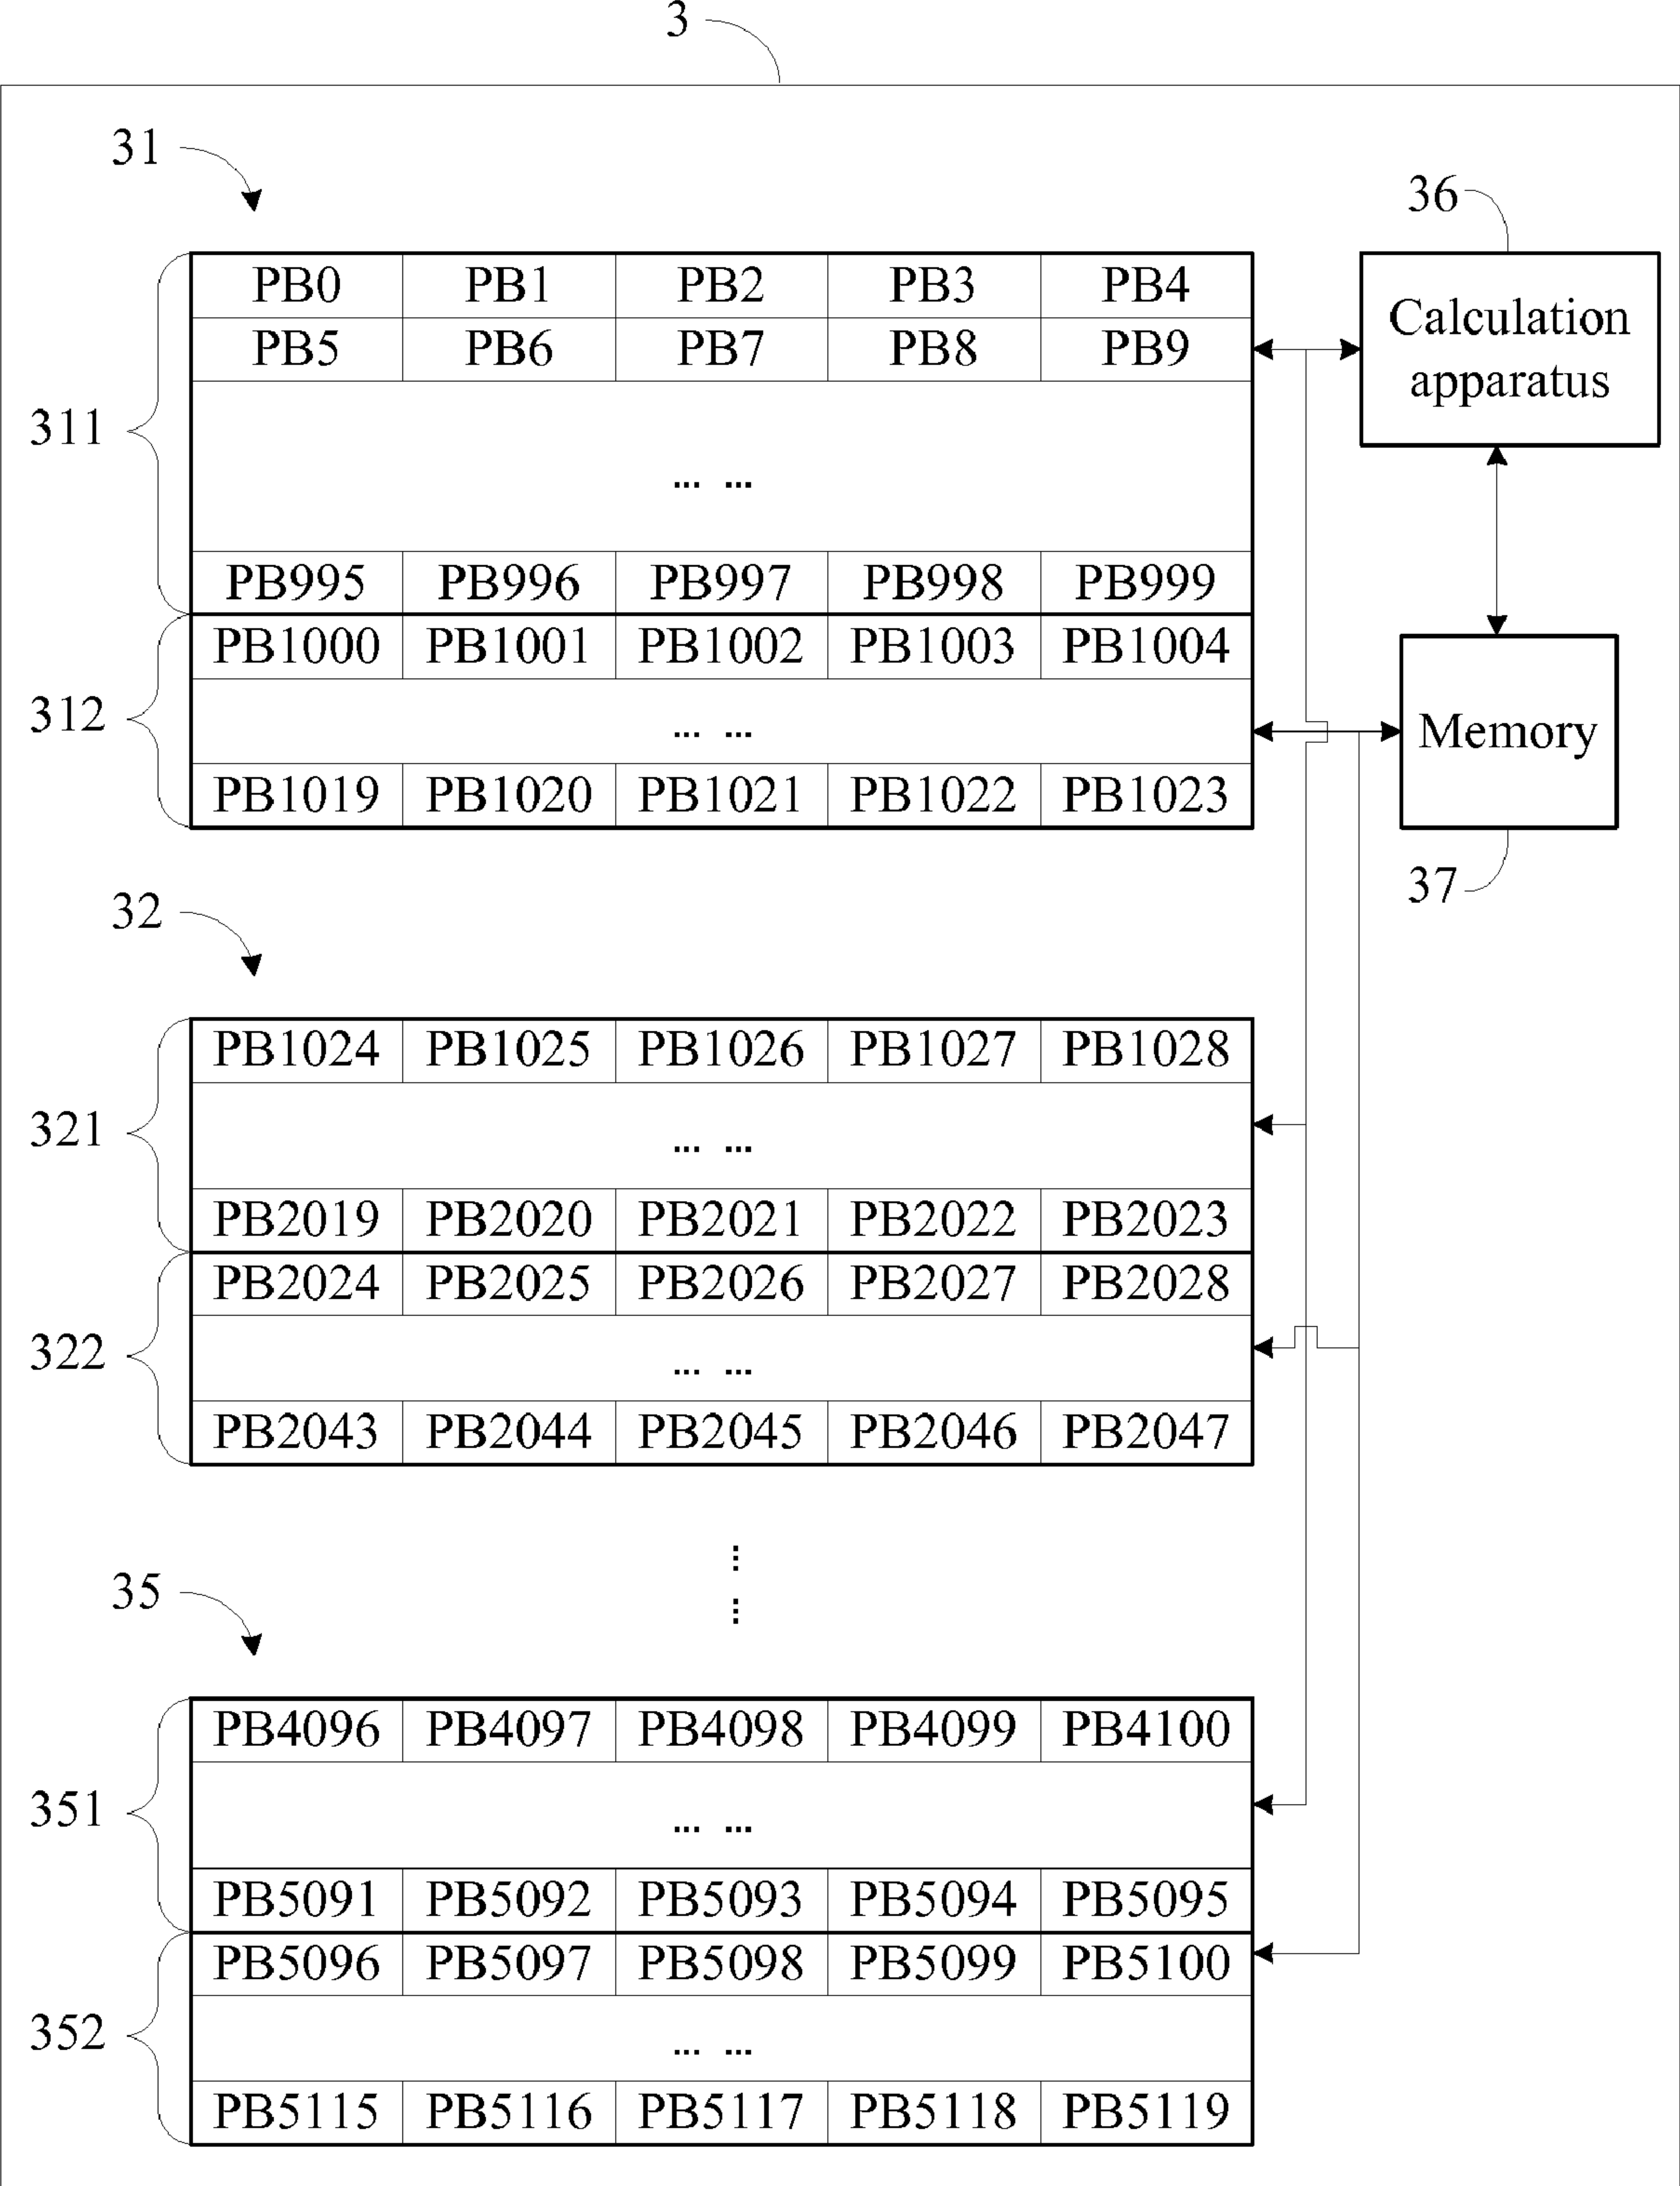 3
31
36
PB0 PB1 PB2 PB3 PB4
Calculation
apparatus
PB5 PB6 PB7 PB8 PB9
311
... ...
PB995 PB996 PB997 PB998 PB999
PB1000 PB1001 PB1002 PB1003 PB1004
312
... ...
Memory
PB1019 PB1020 PB1021 PB1022 PB1023
37
32
PB1024 PB1025 PB1026 PB1027 PB1028
321
... ...
PB2019 PB2020 PB2021 PB2022 PB2023
PB2024 PB2025 PB2026 PB2027 PB2028
322
... ...
PB2043 PB2044 PB2045 PB2046 PB2047
... ...
35
PB4096 PB4097 PB4098 PB4099 PB4100
351
... ...
PB5091 PB5092 PB5093 PB5094 PB5095
PB5096 PB5097 PB5098 PB5099 PB5100
352
... ...
PB5115 PB5116 PB5117 PB5118 PB5119